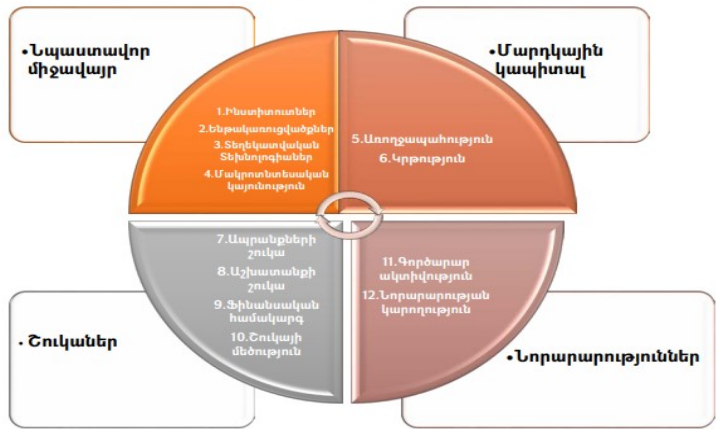 •Նպաստավոր
միջավայր
•Մարդկային
կապիտալ
1.Ինստիտուտներ
2.Ենթակառուցվածքներ
3.Տեղեկատվական
Տեխնոլոգիաներ
4.Մակրոտնտեսական
կայունություն
5.Առողջապահություն
6.Կրթություն
7.Ապրանքների
շուկա
8.Աշխատանքի
շուկա
9.Ֆինանսական
համակարգ
10.Շուկայի
մեծություն
11.Գործարար
ակտիվություն
12.Նորարարության
կարողություն
• Շուկաներ
•Նորարարություններ